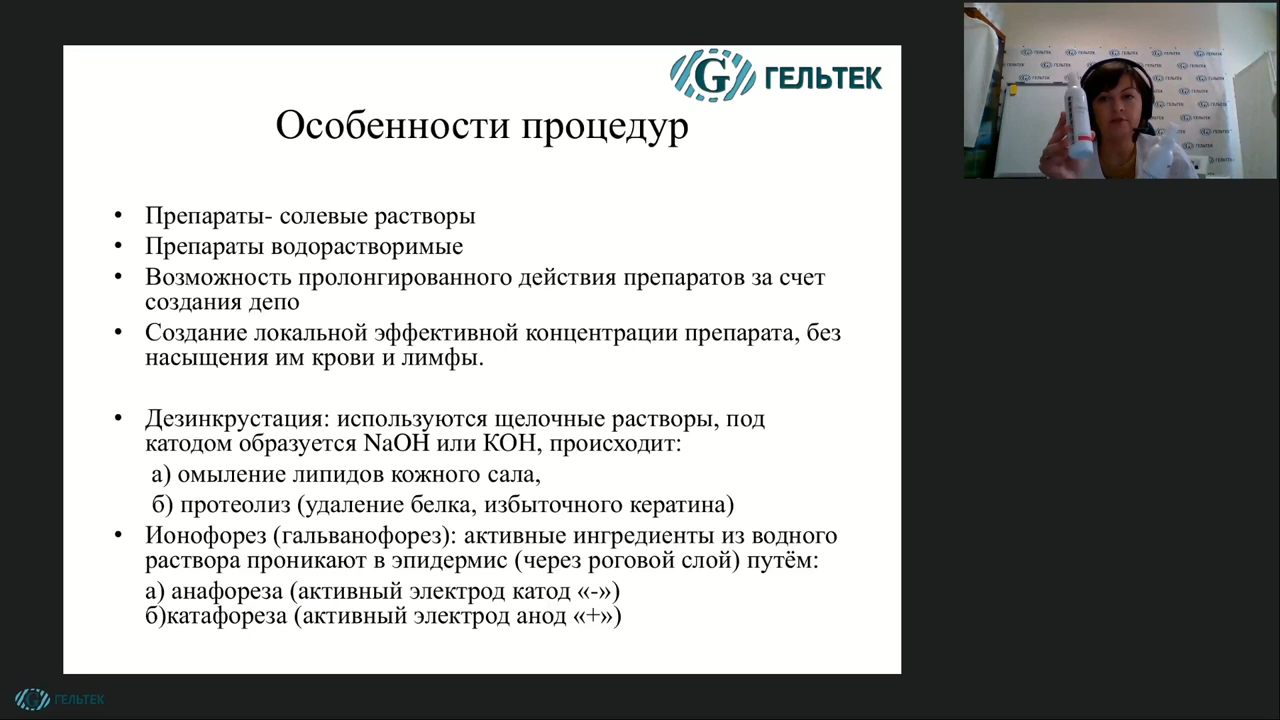 ГЕЛЬТЕК
Особенности процедур
• Препараты- солевые растворы
• Препараты водорастворимые
• Возможность пролонгированного действия препаратов за счет
создания депо
• Создание локальной эффективной концентрации препарата, без
насыщения им крови и лимфы.
• Дезинкрустация: используются щелочные растворы, под
катодом образуется NaOH или КОН, происходит:
а) омыление липидов кожного сала,
б) протеолиз (удаление белка, избыточного кератина)
• Ионофорез (гальванофорез): активные ингредиенты из водного
раствора проникают в эпидермис (через роговой слой) путём:
а) анафореза (активный электрод катод «-»)
б)катафореза (активный электрод анод «+»)
ГЕЛЬТЕК